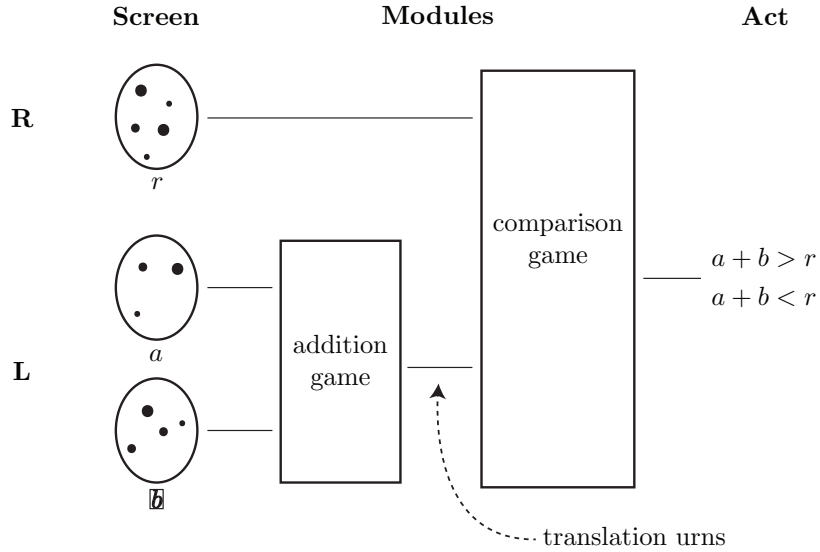 Screen Modules Act
R
r
comparison
game
a + b > r
a + b < r
a
addition
game
L
b
translation urns